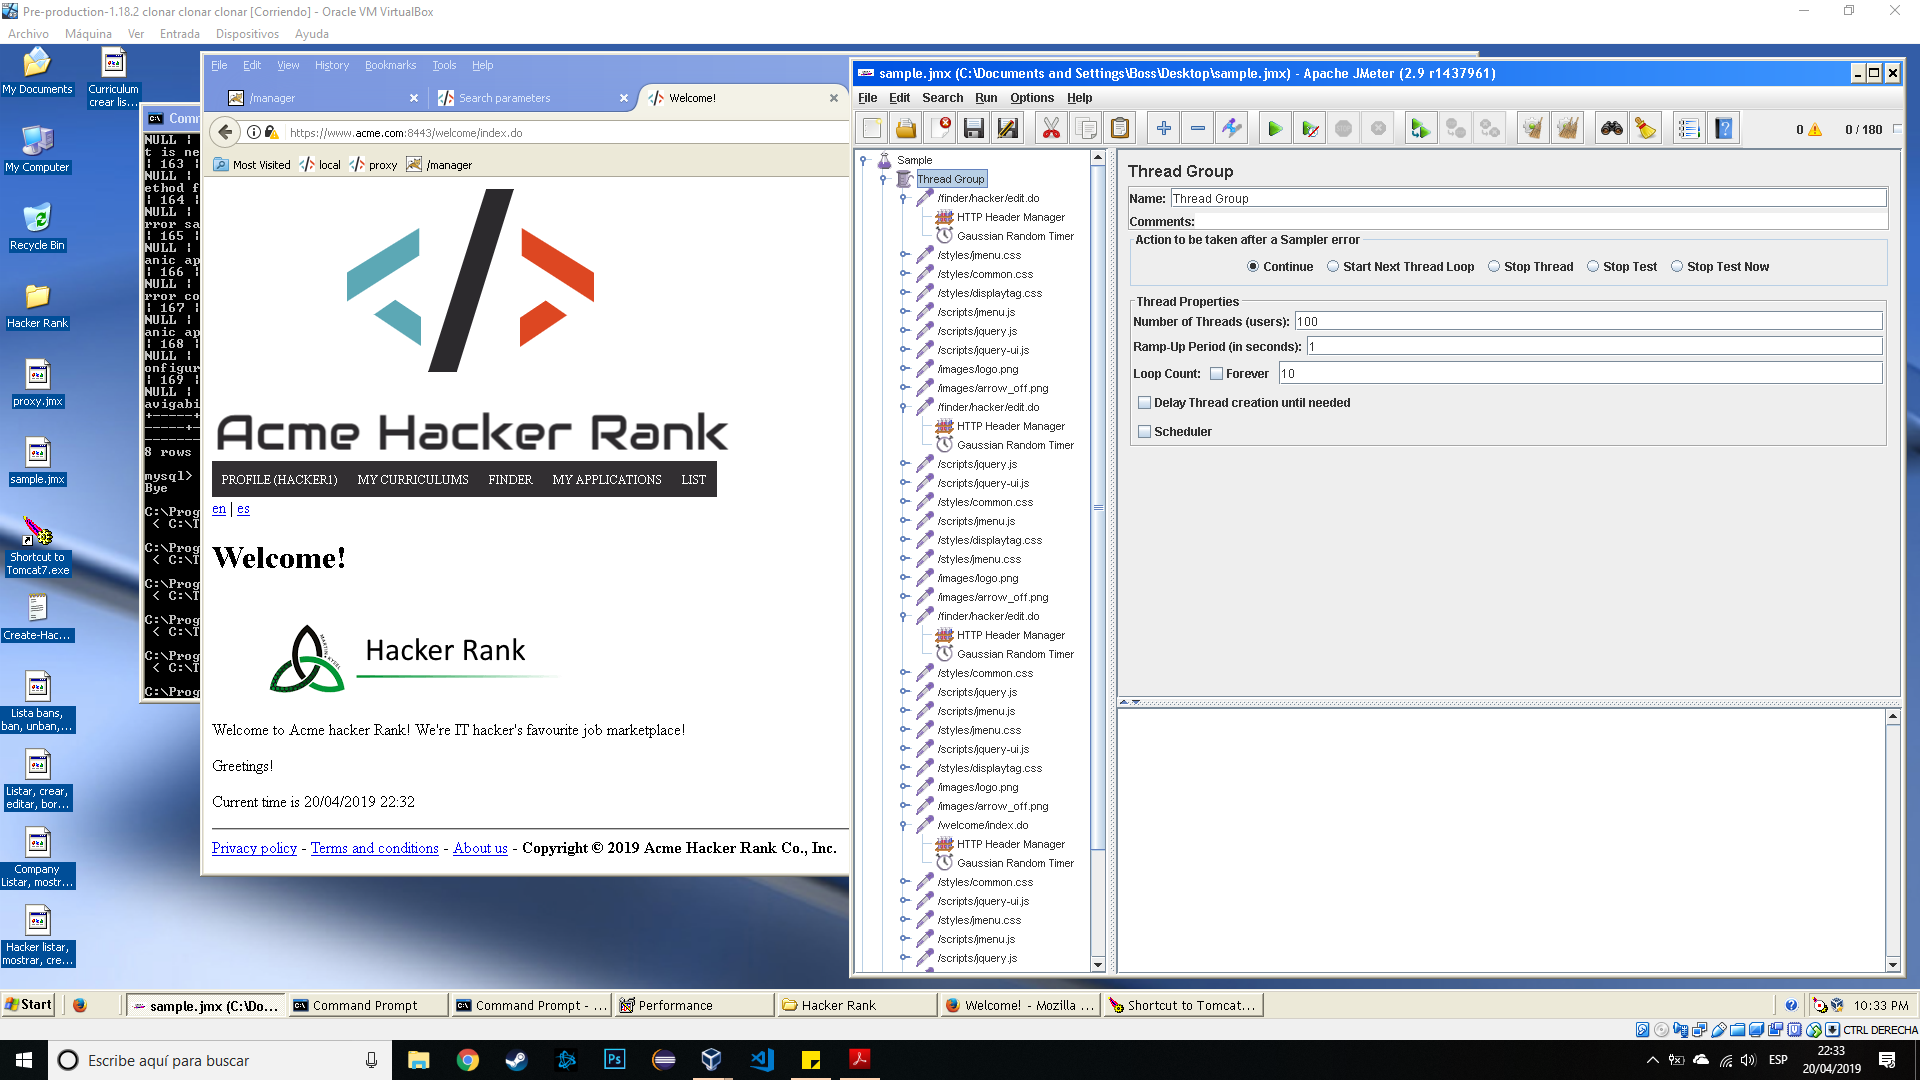 Pre-production-1.18.2 clonar clonar clonar [Corriendo] - Oracle VM VirtualBox
Archivo Máquina Ver Entrada Dispositivos Ayuda
My Documents
Curriculum crear lis...
My Computer
Recycle Bin
Hacker Rank
proxy.jmx
sample.jmx
Shortcut to Tomcat7.exe
Create-Hac...
Lista bans, ban, unban,...
Listar, crear, editar, bor...
Company Listar, mostr...
Hacker listar, mostrar, cre...
Comm
NULL |
t is ne
| 163 |
NULL |
ethod f
| 164 |
NULL |
rror sa
| 165 |
NULL |
anic ap
| 166 |
NULL |
rror co
| 167 |
NULL |
anic ap
| 168 |
NULL |
onfigur
| 169 |
NULL |
avigabi
8 rows
mysql>
Bye
C:\Prog
< C:\T
C:\Prog
< C:\T
C:\Prog
< C:\T
C:\Prog
< C:\T
C:\Prog
< C:\T
C:\Prog
File Edit View History Bookmarks Tools Help
/manager
Search parameters
Welcome!
https://www.acme.com:8443/welcome/index.do
Most Visited local proxy /manager
Acme Hacker Rank
PROFILE (HACKER1) MY CURRICULUMS FINDER MY APPLICATIONS LIST
en | es
Welcome!
Hacker Rank
Welcome to Acme hacker Rank! We're IT hacker's favourite job marketplace!
Greetings!
Current time is 20/04/2019 22:32
Privacy policy - Terms and conditions - About us - Copyright © 2019 Acme Hacker Rank Co., Inc.
sample.jmx (C:\Documents and Settings\Boss\Desktop\sample.jmx) - Apache JMeter (2.9 r1437961)
File Edit Search Run Options Help
0 0 / 180
Sample
Thread Group
/finder/hacker/edit.do
HTTP Header Manager
Gaussian Random Timer
/styles/jmenu.css
/styles/common.css
/styles/displaytag.css
/scripts/jmenu.js
/scripts/jquery.js
/scripts/jquery-ui.js
/images/logo.png
/images/arrow_off.png
/finder/hacker/edit.do
HTTP Header Manager
Gaussian Random Timer
/scripts/jquery.js
/scripts/jquery-ui.js
/styles/common.css
/scripts/jmenu.js
/styles/displaytag.css
/styles/jmenu.css
/images/logo.png
/images/arrow_off.png
/finder/hacker/edit.do
HTTP Header Manager
Gaussian Random Timer
/styles/common.css
/scripts/jquery.js
/scripts/jmenu.js
/styles/jmenu.css
/scripts/jquery-ui.js
/styles/displaytag.css
/images/logo.png
/images/arrow_off.png
/welcome/index.do
HTTP Header Manager
Gaussian Random Timer
/styles/common.css
/scripts/jquery-ui.js
/styles/jmenu.css
/scripts/jmenu.js
/scripts/jquery.js
Thread Group
Name: Thread Group
Comments:
Action to be taken after a Sampler error
Continue Start Next Thread Loop Stop Thread Stop Test Stop Test Now
Thread Properties
Number of Threads (users): 100
Ramp-Up Period (in seconds): 1
Loop Count: Forever 10
Delay Thread creation until needed
Scheduler
Start sample.jmx (C:\Do... Command Prompt Command Prompt - ... Performance Hacker Rank Welcome! - Mozilla ... Shortcut to Tomcat... 10:33 PM
CTRL DERECHA
Escribe aquí para buscar
ESP
22:33
20/04/2019